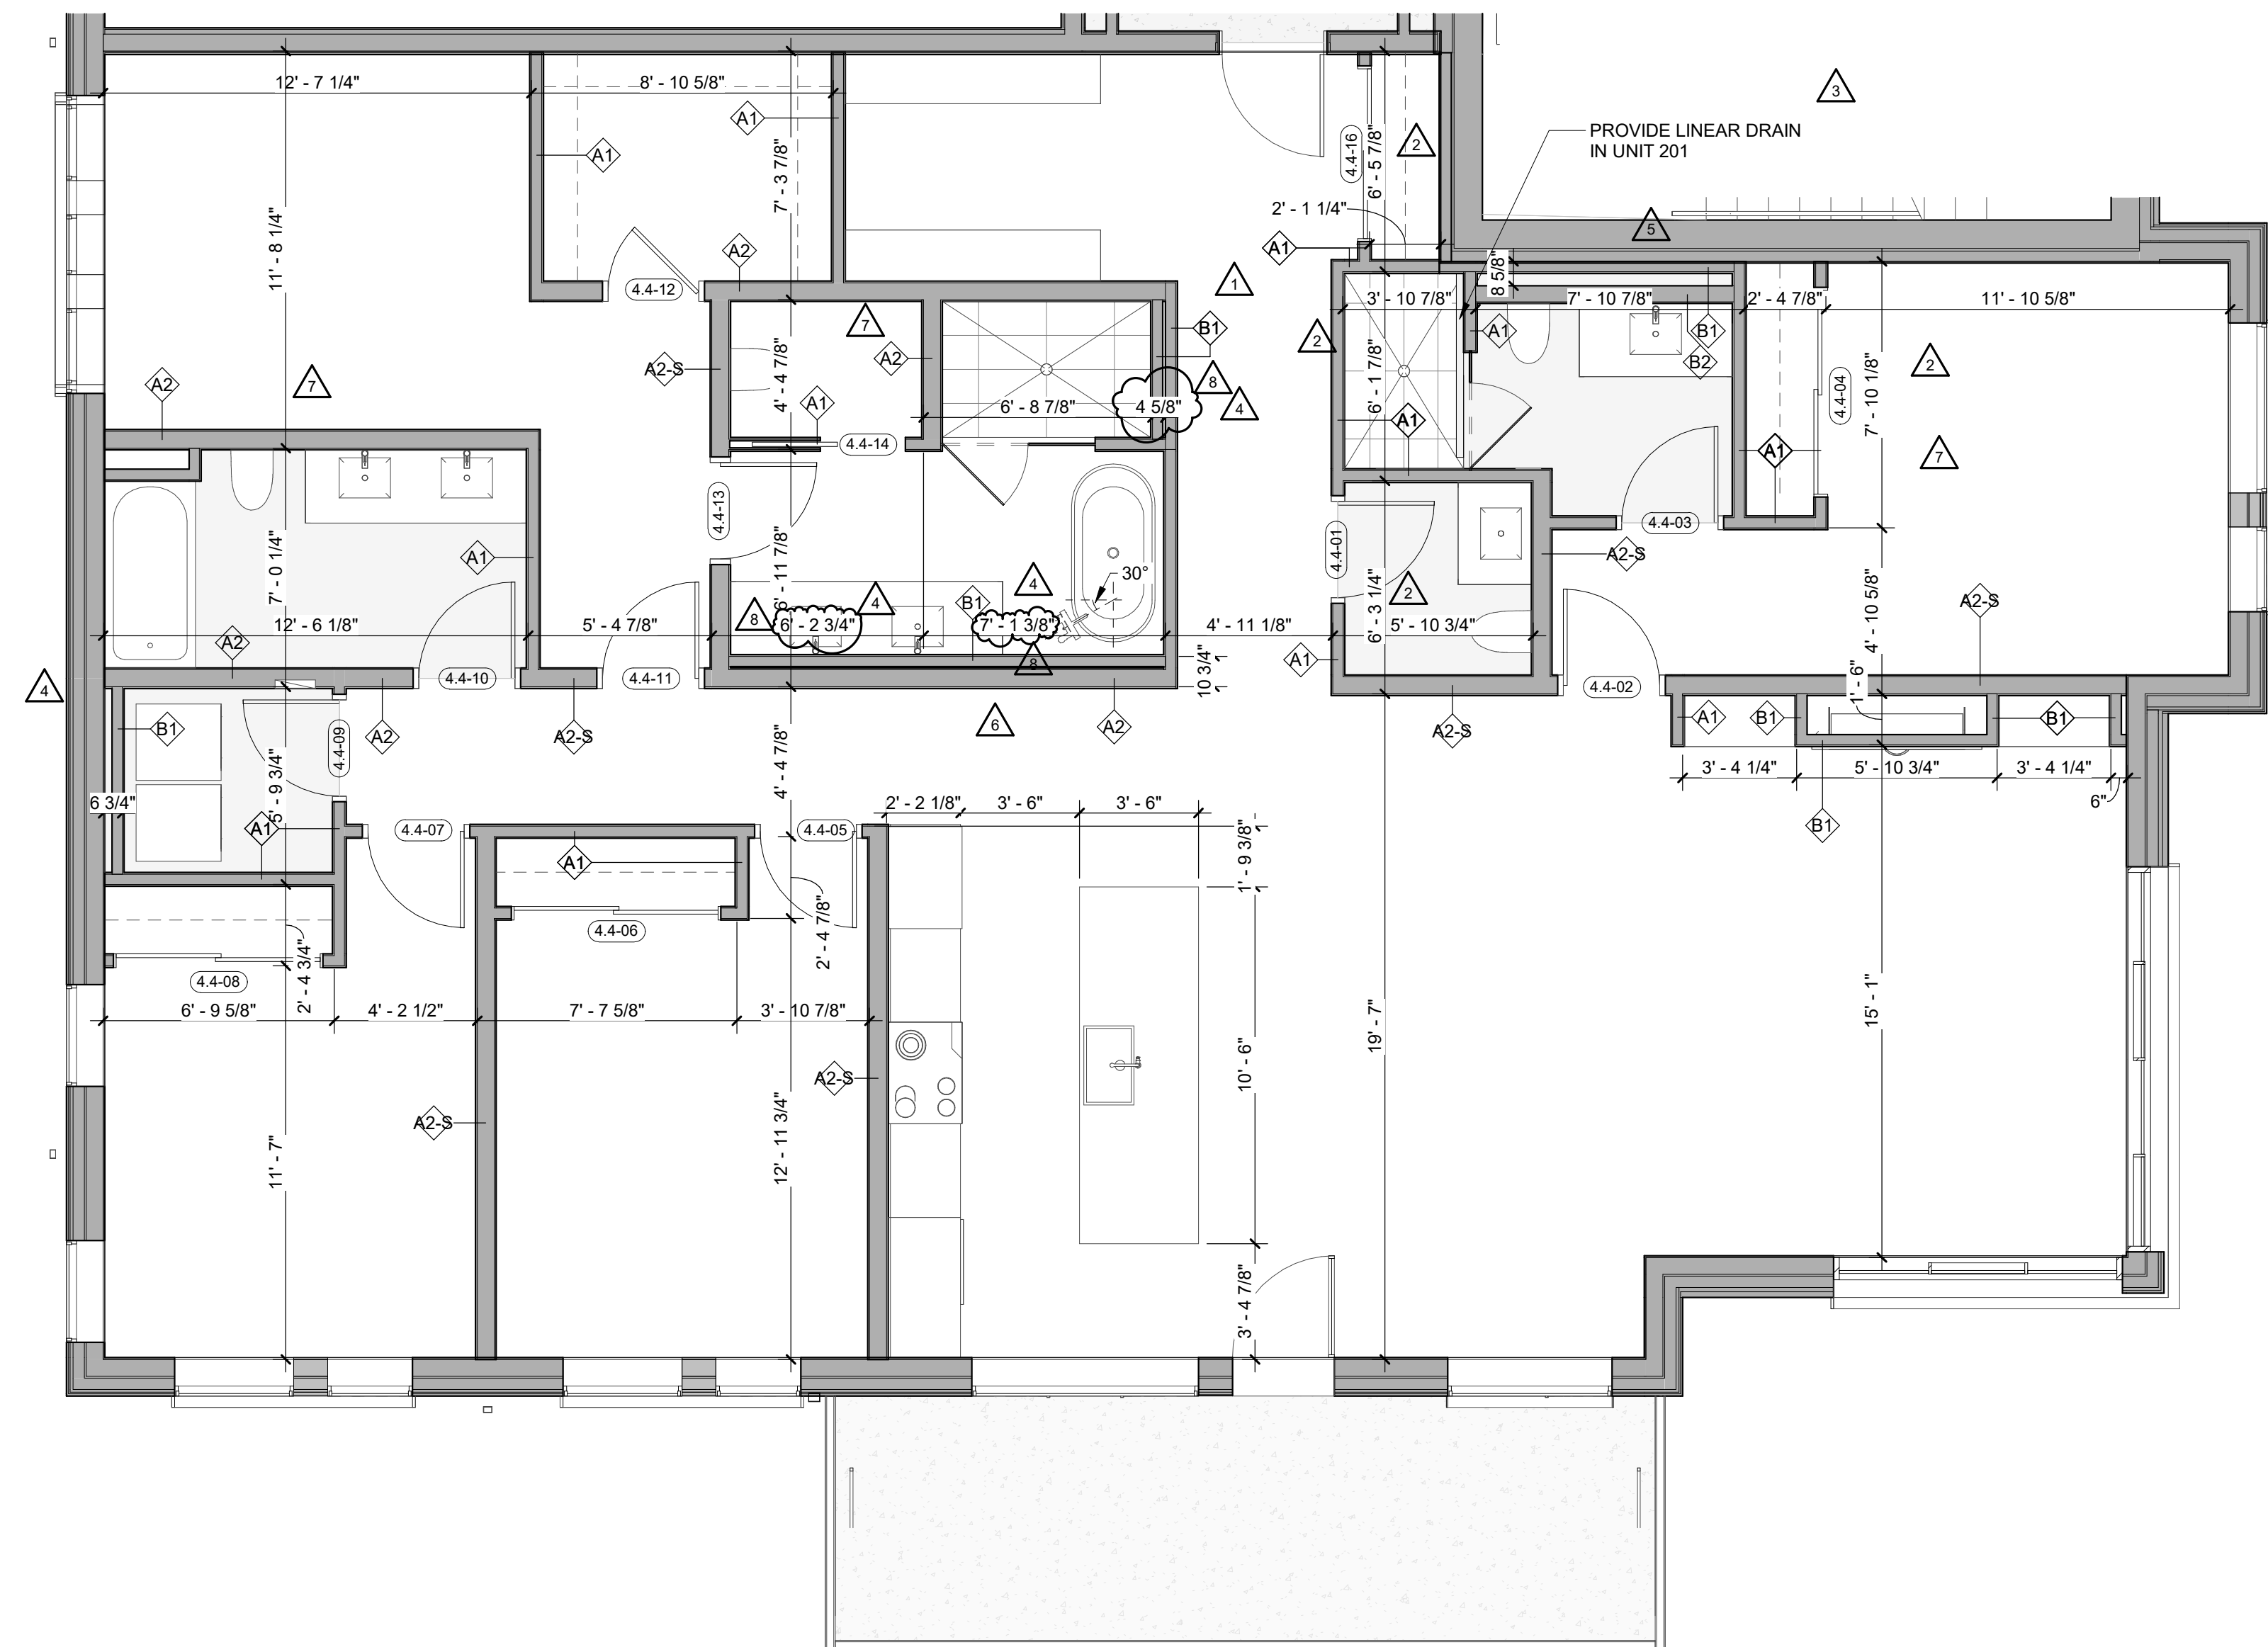 12' - 7 1/4"
8' - 10 5/8"
3
A1
A1
7' - 3 7/8"
4.4-16
6' - 5 7/8"
2
PROVIDE LINEAR DRAIN
IN UNIT 201
2' - 1 1/4"
5
11' - 8 1/4"
A2
A1
8 5/8"
4.4-12
1
3' - 10 7/8"
7' - 10 7/8"
2' - 4 7/8"
11' - 10 5/8"
7
B1
2
A1
B1
A2-S
A2
B2
2
A2
7
4' - 4 7/8"
A1
6' - 8 7/8"
4 5/8"
8
4
6' - 1 7/8"
A1
4.4-04
7' - 10 1/8"
4.4-14
A1
7
4.4-13
4.4-03
4.4-01
7' - 0 1/4"
A1
6' - 11 7/8"
30°
4
A2-S
2
12' - 6 1/8"
5' - 4 7/8"
8
6' - 2 3/4"
4
B1
7' - 1 3/8"
8
4' - 11 1/8"
6' - 3 1/4"
5' - 10 3/4"
4' - 10 5/8"
A2-S
A2
A1
4
4.4-10
4.4-11
10 3/4"
4.4-02
1' - 6"
B1
A2
A2-S
6
A2
A2-S
A1
B1
B1
4.4-09
5' - 9 3/4"
4' - 4 7/8"
3' - 4 1/4"
5' - 10 3/4"
3' - 4 1/4"
6"
6 3/4"
2' - 2 1/8"
3' - 6"
3' - 6"
A1
4.4-07
4.4-05
B1
A1
1' - 9 3/8"
2' - 4 7/8"
4.4-06
4.4-08
2' - 4 3/4"
6' - 9 5/8"
4' - 2 1/2"
7' - 7 5/8"
3' - 10 7/8"
19' - 7"
15' - 1"
10' - 6"
A2-S
A2-S
11' - 7"
12' - 11 3/4"
3' - 4 7/8"